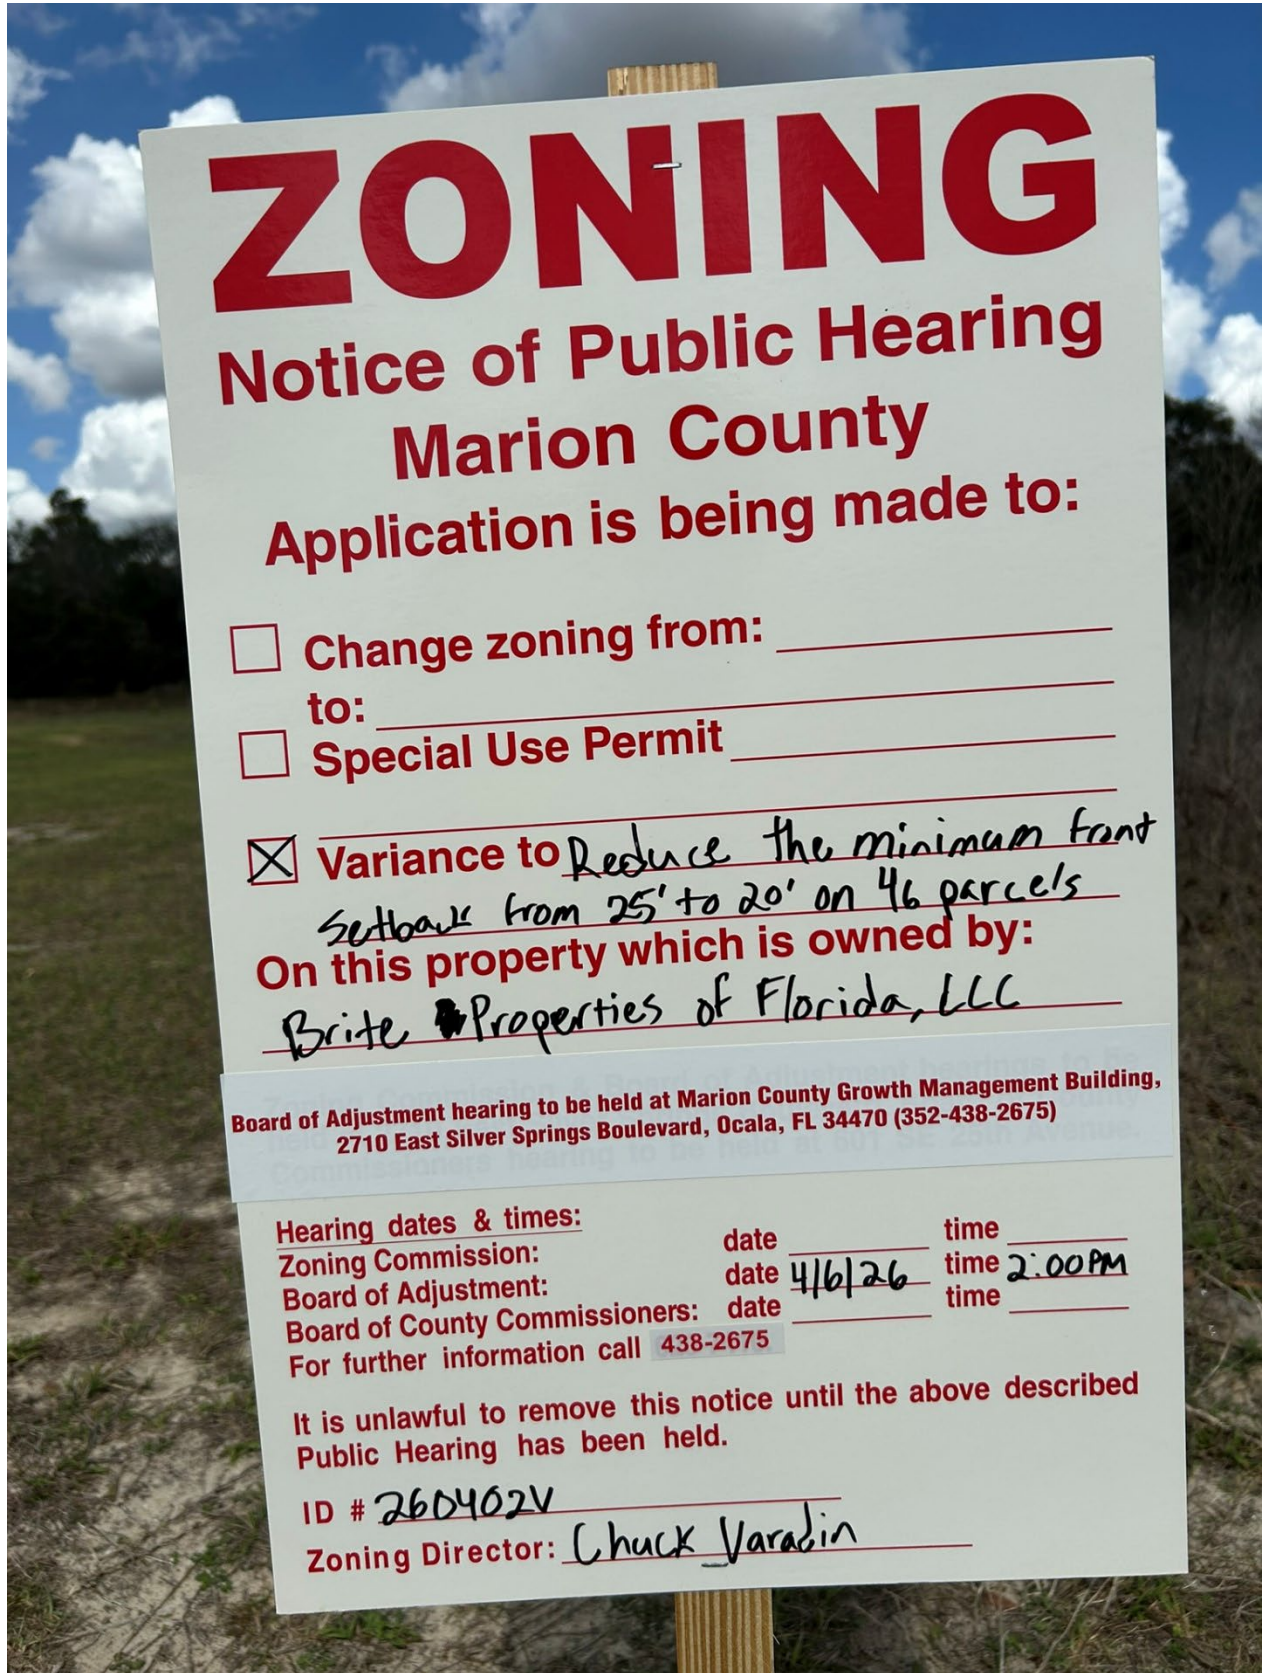 ZONING
Notice of Public Hearing
Marion County
Application is being made to:
Change zoning from:
to:
Special Use Permit
Variance to Reduce the minimum front
setback from 25' to 20' on 46 parcels
On this property which is owned by:
Brite Properties of Florida, LLC
Board of Adjustment hearing to be held at Marion County Growth Management Building,
2710 East Silver Springs Boulevard, Ocala, FL 34470 (352-438-2675)
Hearing dates & times:
Zoning Commission: date time
Board of Adjustment: date 4/6/26 time 2:00PM
Board of County Commissioners: date time
For further information call 438-2675
It is unlawful to remove this notice until the above described
Public Hearing has been held.
ID # 260402V
Zoning Director: Chuck Varadin